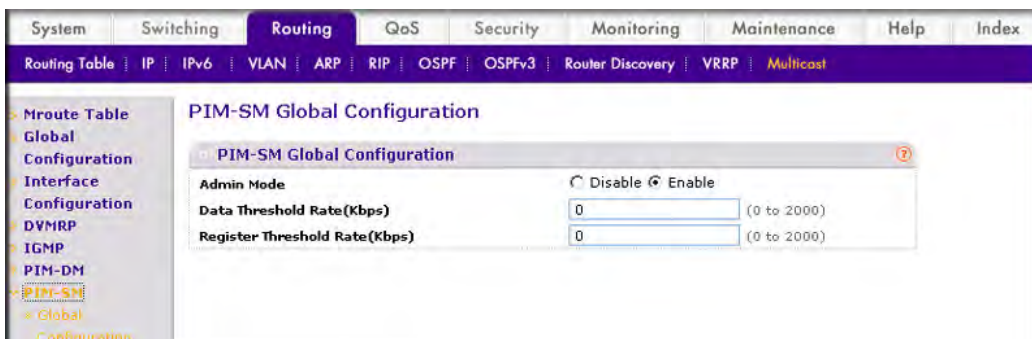 System Switching Routing QoS Security Monitoring Maintenance Help Index
Routing Table IP IPv6 VLAN ARP RIP OSPF OSPFv3 Router Discovery VRRP Multicast
Mroute Table
Global
Configuration
Interface
Configuration
DVMRP
IGMP
PIM-DM
PIM-SM
Global
Configuration
PIM-SM Global Configuration
PIM-SM Global Configuration
Admin Mode Disable Enable
Data Threshold Rate(Kbps) 0 (0 to 2000)
Register Threshold Rate(Kbps) 0 (0 to 2000)